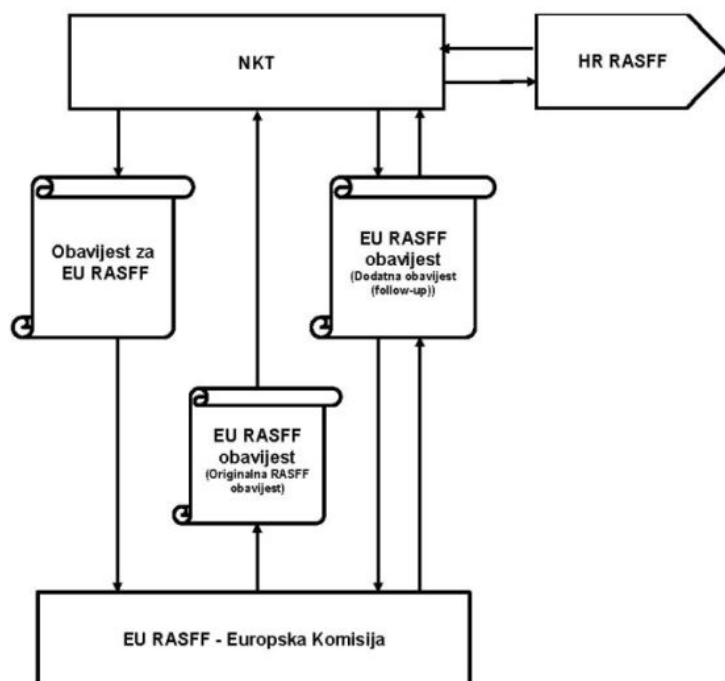 NKT
HR RASFF
Obavijest za
EU RASFF
EU RASFF
obavijest
(Dodatna obavijest
(follow-up))
EU RASFF
obavijest
(Originalna RASFF
obavijest)
EU RASFF - Europska Komisija